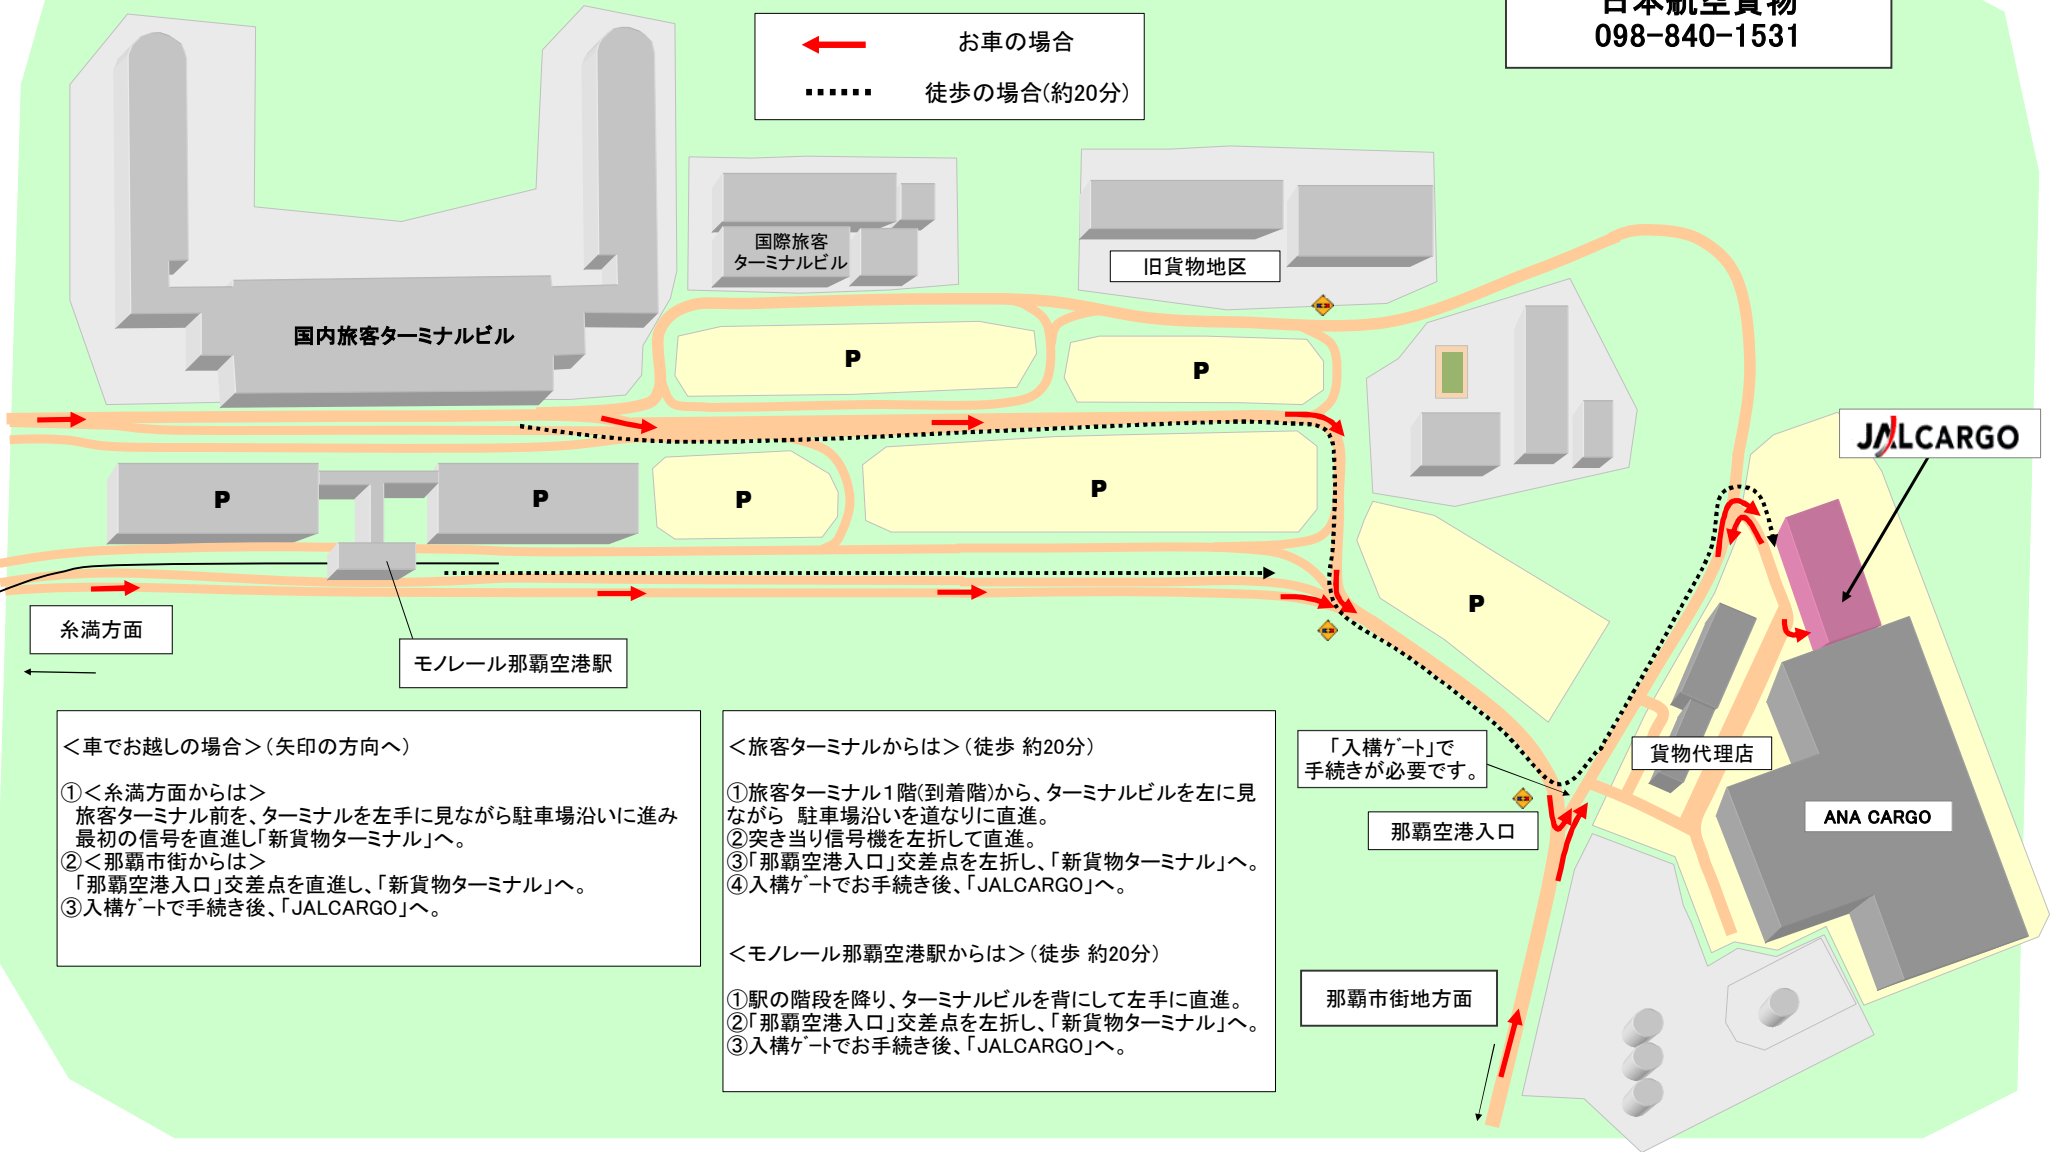 日本航空貨物
098-840-1531
お車の場合
徒歩の場合(約20分)
国際旅客
ターミナルビル
旧貨物地区
国内旅客ターミナルビル
P
P
P
P
P
P
P
JALCARGO
糸満方面
モノレール那覇空港駅
「入構ｹﾞｰﾄ」で
手続きが必要です。
貨物代理店
那覇空港入口
ANA CARGO
那覇市街地方面
＜車でお越しの場合＞(矢印の方向へ)
①＜糸満方面からは＞
旅客ターミナル前を、ターミナルを左手に見ながら駐車場沿いに進み
最初の信号を直進し「新貨物ターミナル」へ。
②＜那覇市街からは＞
「那覇空港入口」交差点を直進し、「新貨物ターミナル」へ。
③入構ｹﾞｰﾄで手続き後、「JALCARGO」へ。
＜旅客ターミナルからは＞(徒歩 約20分)
①旅客ターミナル１階(到着階)から、ターミナルビルを左に見
ながら 駐車場沿いを道なりに直進。
②突き当り信号機を左折して直進。
③「那覇空港入口」交差点を左折し、「新貨物ターミナル」へ。
④入構ｹﾞｰﾄでお手続き後、「JALCARGO」へ。
＜モノレール那覇空港駅からは＞(徒歩 約20分)
①駅の階段を降り、ターミナルビルを背にして左手に直進。
②「那覇空港入口」交差点を左折し、「新貨物ターミナル」へ。
③入構ｹﾞｰﾄでお手続き後、「JALCARGO」へ。